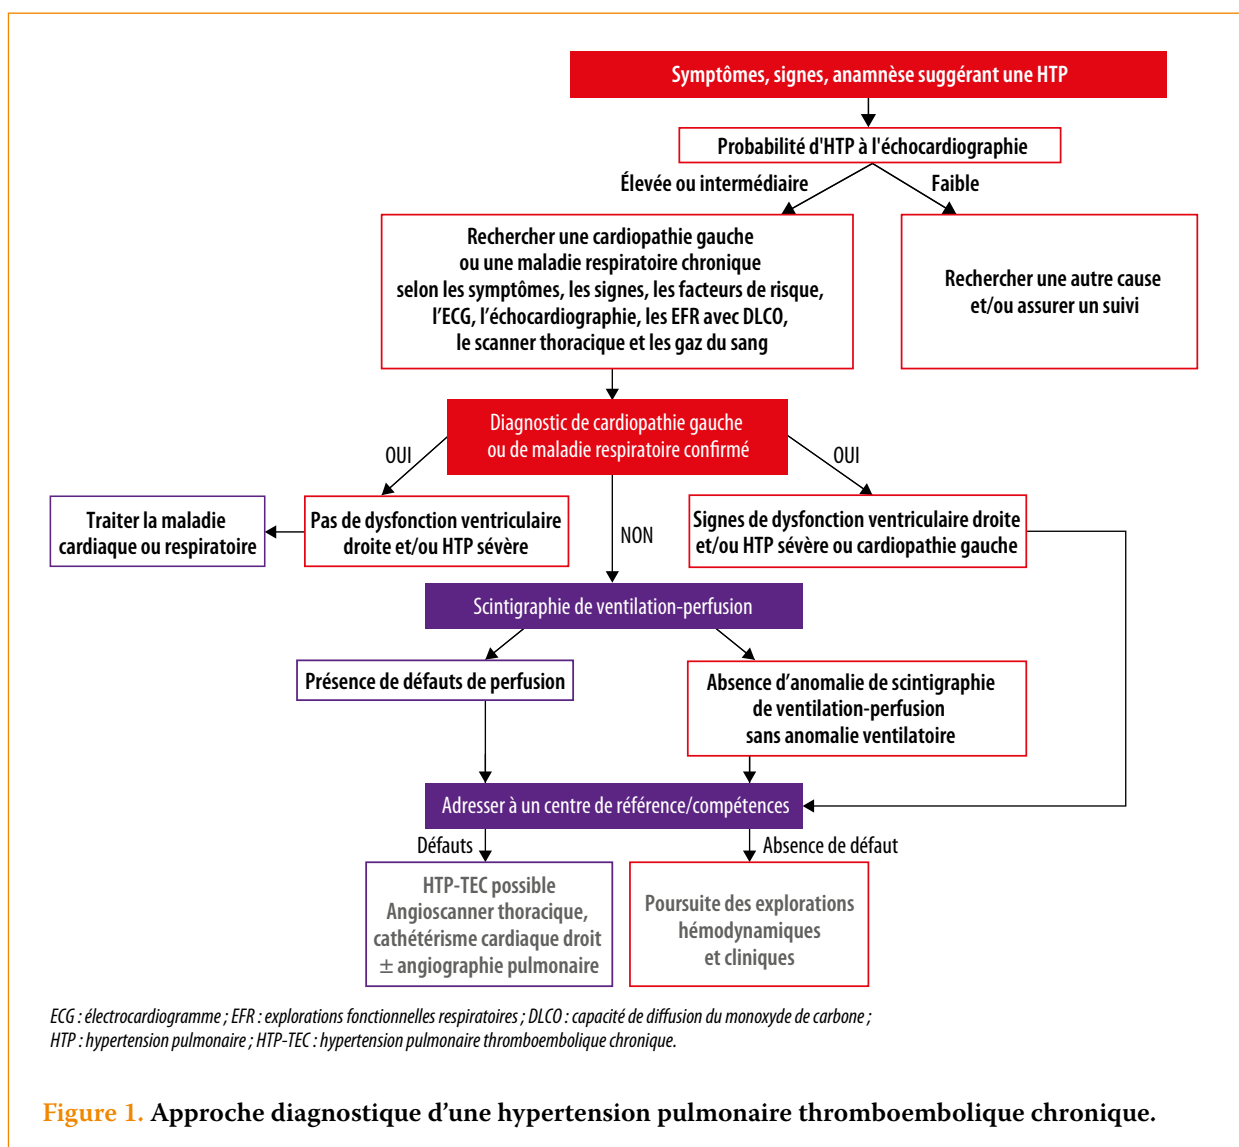 Symptômes, signes, anamnèse suggérant une HTP
Probabilité d'HTP à l'échocardiographie
Élevée ou intermédiaire
Faible
Rechercher une cardiopathie gauche
ou une maladie respiratoire chronique
selon les symptômes, les signes, les facteurs de risque,
l'ECG, l'échocardiographie, les EFR avec DLCO,
le scanner thoracique et les gaz du sang
Rechercher une autre cause
et/ou assurer un suivi
Diagnostic de cardiopathie gauche
ou de maladie respiratoire confirmé
OUI
OUI
NON
Traiter la maladie
cardiaque ou respiratoire
Pas de dysfonction ventriculaire
droite et/ou HTP sévère
Signes de dysfonction ventriculaire droite
et/ou HTP sévère ou cardiopathie gauche
Scintigraphie de ventilation-perfusion
Présence de défauts de perfusion
Absence d'anomalie de scintigraphie
de ventilation-perfusion
sans anomalie ventilatoire
Adresser à un centre de référence/compétences
Défauts
Absence de défaut
HTP-TEC possible
Angioscanner thoracique,
cathétérisme cardiaque droit
± angiographie pulmonaire
Poursuite des explorations
hémodynamiques
et cliniques
ECG : électrocardiogramme ; EFR : explorations fonctionnelles respiratoires ; DLCO : capacité de diffusion du monoxyde de carbone ;
HTP : hypertension pulmonaire ; HTP-TEC : hypertension pulmonaire thromboembolique chronique.
Figure 1. Approche diagnostique d'une hypertension pulmonaire thromboembolique chronique.